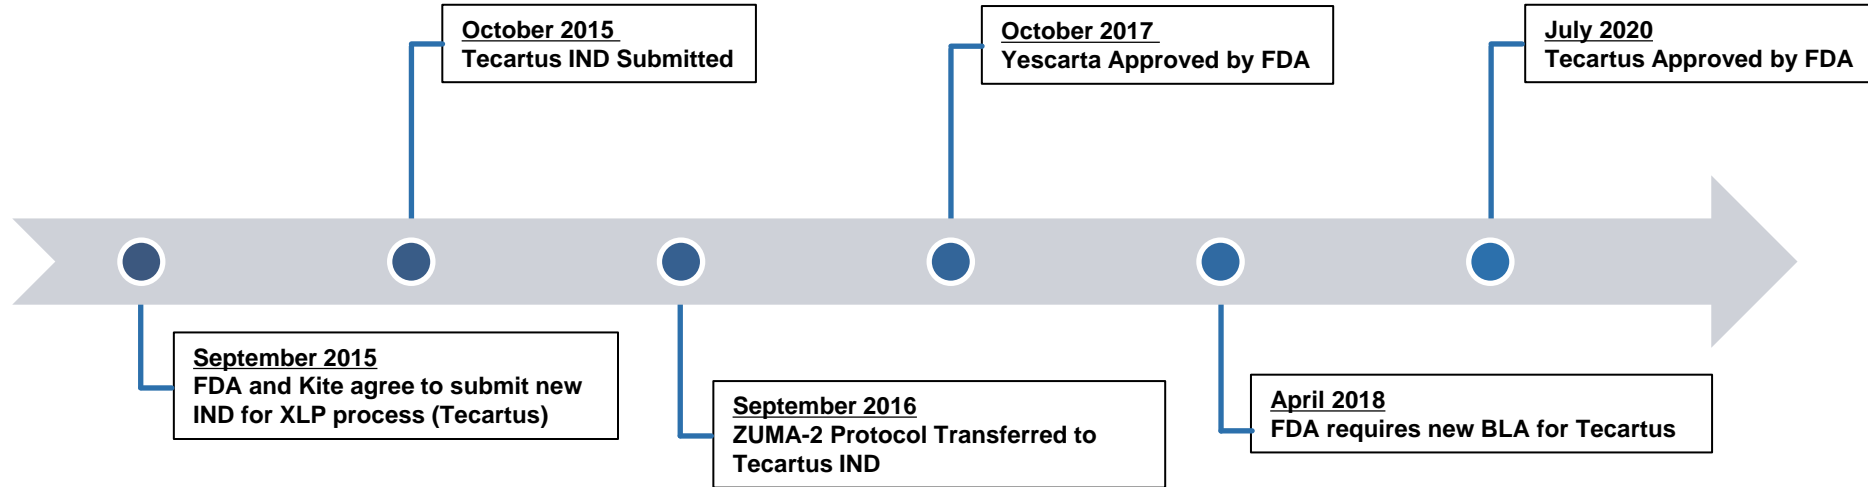 October 2015
Tecartus IND Submitted
October 2017
Yescarta Approved by FDA
July 2020
Tecartus Approved by FDA
September 2015
FDA and Kite agree to submit new
IND for XLP process (Tecartus)
September 2016
ZUMA-2 Protocol Transferred to
Tecartus IND
April 2018
FDA requires new BLA for Tecartus